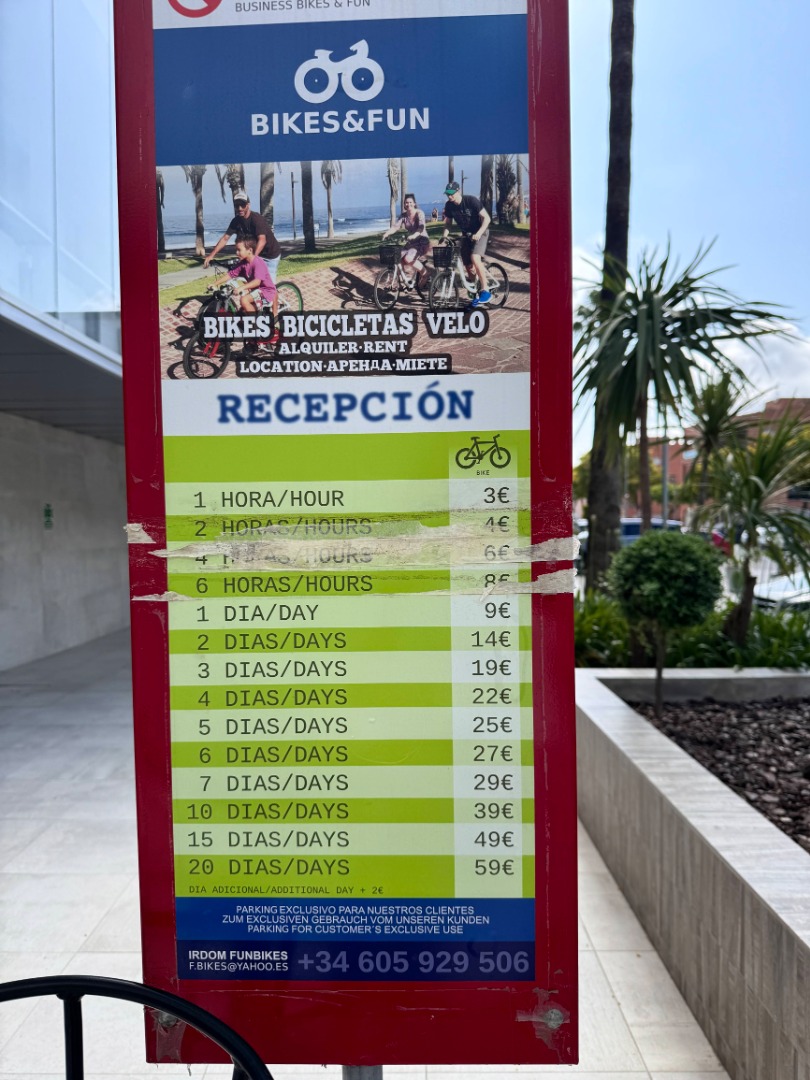 BUSINESS BIKES & FUN
BIKES&FUN
BIKES BICICLETAS VELO
ALQUILER·RENT
LOCATION·АРЕНДА·MIETE
RECEPCIÓN
BIKE
1 HORA/HOUR 3€
2 HORAS/HOURS 4€
4 HORAS/HOURS 6€
6 HORAS/HOURS 8€
1 DIA/DAY 9€
2 DIAS/DAYS 14€
3 DIAS/DAYS 19€
4 DIAS/DAYS 22€
5 DIAS/DAYS 25€
6 DIAS/DAYS 27€
7 DIAS/DAYS 29€
10 DIAS/DAYS 39€
15 DIAS/DAYS 49€
20 DIAS/DAYS 59€
DIA ADICIONAL/ADDITIONAL DAY + 2€
PARKING EXCLUSIVO PARA NUESTROS CLIENTES
ZUM EXCLUSIVEN GEBRAUCH VOM UNSEREN KUNDEN
PARKING FOR CUSTOMER´S EXCLUSIVE USE
IRDOM FUNBIKES
F.BIKES@YAHOO.ES
+34 605 929 506